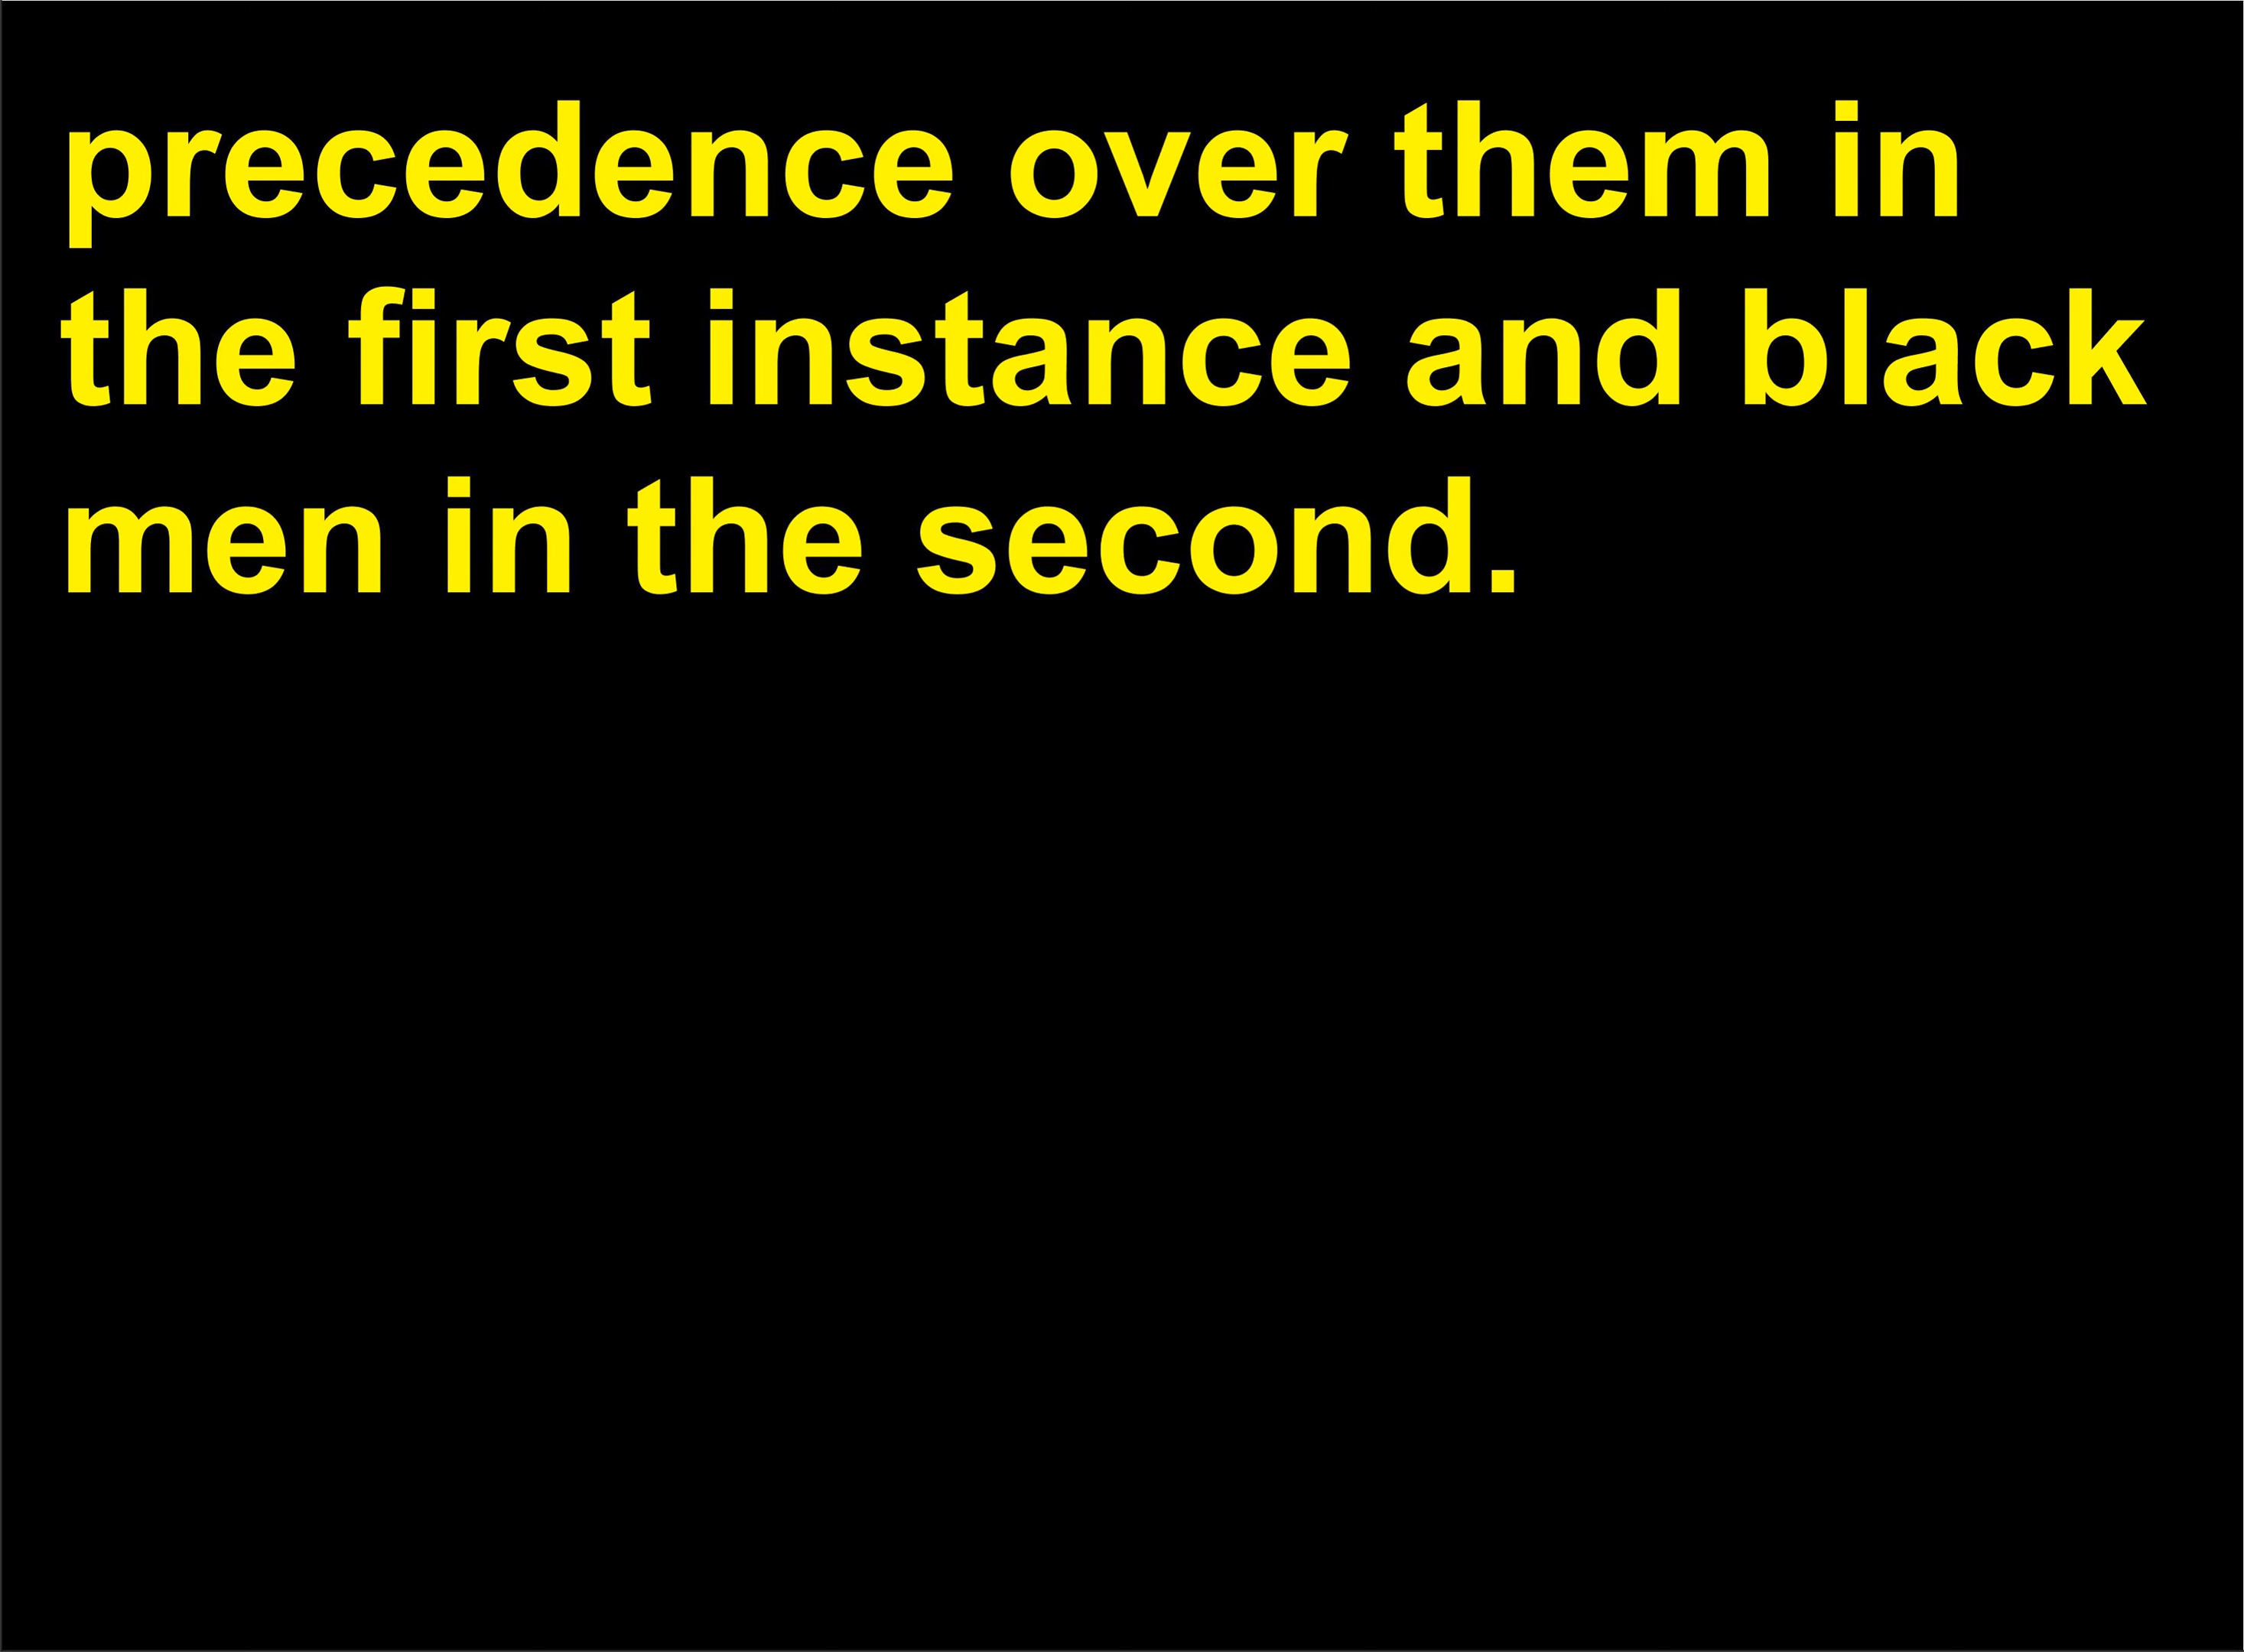 precedence over them in
the first instance and black
men in the second.